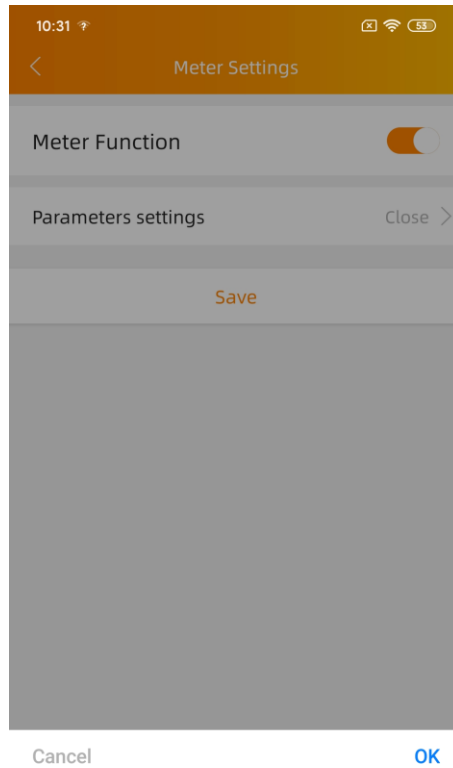 10:31 ? 53
Meter Settings
Meter Function
Parameters settings Close
Save
Cancel OK